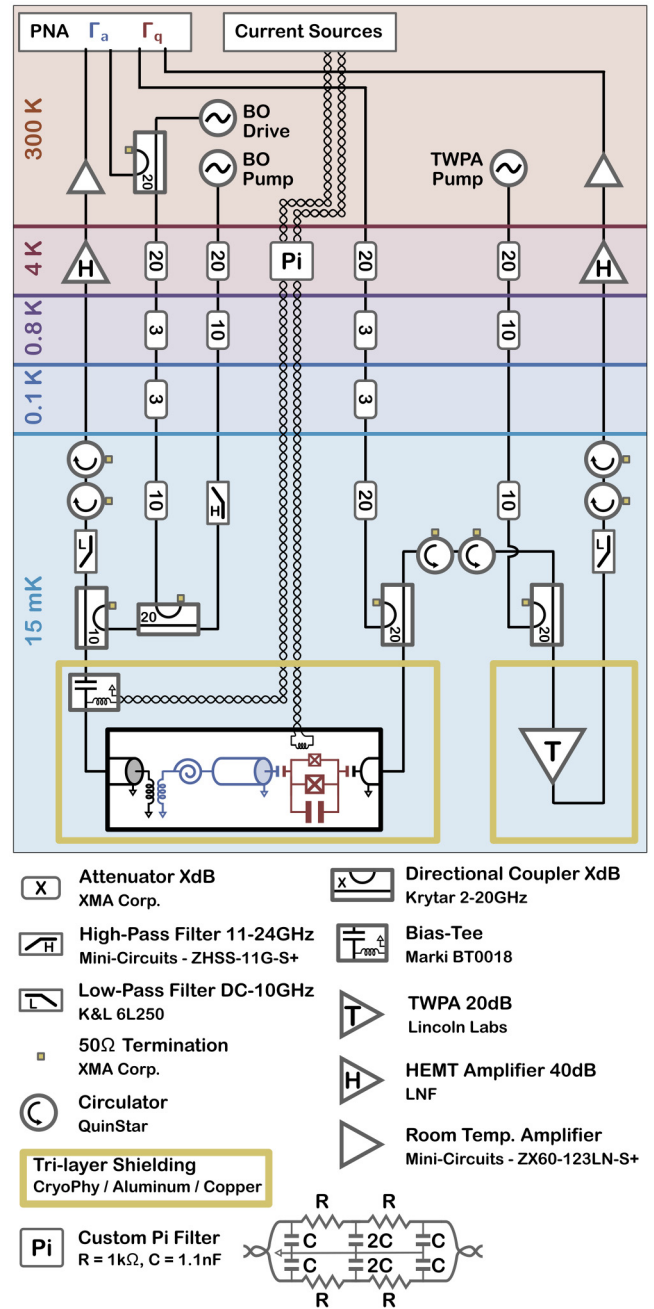 PNA Γa Γq
Current Sources
300 K
BO
Drive
20
BO
Pump
TWPA
Pump
4 K
H
20
20
Pi
20
20
H
0.8 K
3
10
3
10
0.1 K
3
3
15 mK
10
H
20
10
L
L
10
20
20
20
T
X
Attenuator XdB
XMA Corp.
H
High-Pass Filter 11-24GHz
Mini-Circuits - ZHSS-11G-S+
L
Low-Pass Filter DC-10GHz
K&L 6L250
50Ω Termination
XMA Corp.
Circulator
QuinStar
Tri-layer Shielding
CryoPhy / Aluminum / Copper
Pi
Custom Pi Filter
R = 1kΩ, C = 1.1nF
X
Directional Coupler XdB
Krytar 2-20GHz
Bias-Tee
Marki BT0018
T
TWPA 20dB
Lincoln Labs
H
HEMT Amplifier 40dB
LNF
Room Temp. Amplifier
Mini-Circuits - ZX60-123LN-S+
R R
C 2C C
C 2C C
R R